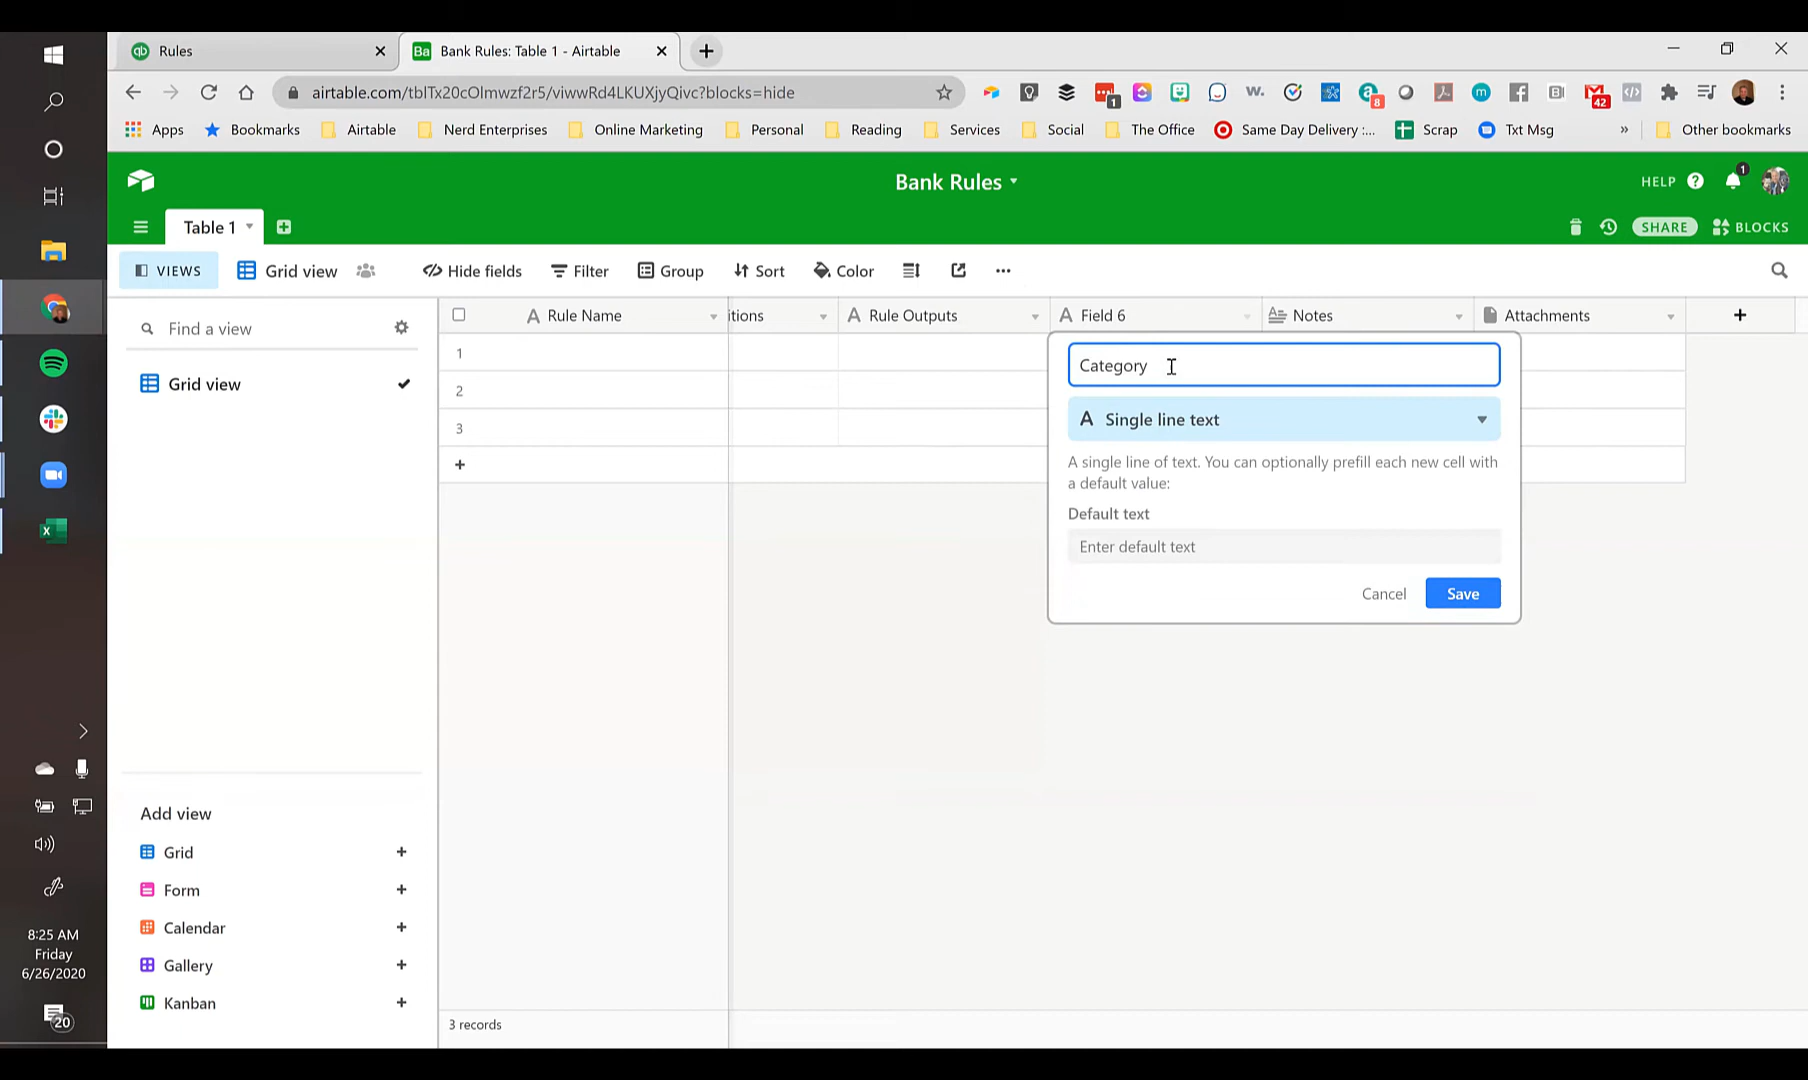 Rules
Ba
Bank Rules: Table 1 - Airtable
airtable.com/tblTx20cOlmwzf2r5/viwwRd4LKUXjyQivc?blocks=hide
1
w.
8
42
Apps
Bookmarks
Airtable
Nerd Enterprises
Online Marketing
Personal
Reading
Services
Social
The Office
Same Day Delivery :...
Scrap
Txt Msg
»
Other bookmarks
Bank Rules
HELP
1
Table 1
SHARE
BLOCKS
VIEWS
Grid view
Hide fields
Filter
Group
Sort
Color
Find a view
Grid view
Rule Name
itions
Rule Outputs
Field 6
Notes
Attachments
1
2
3
Category
Single line text
A single line of text. You can optionally prefill each new cell with
a default value:
Default text
Enter default text
Cancel
Save
Add view
Grid
Form
Calendar
Gallery
Kanban
3 records
8:25 AM
Friday
6/26/2020
20